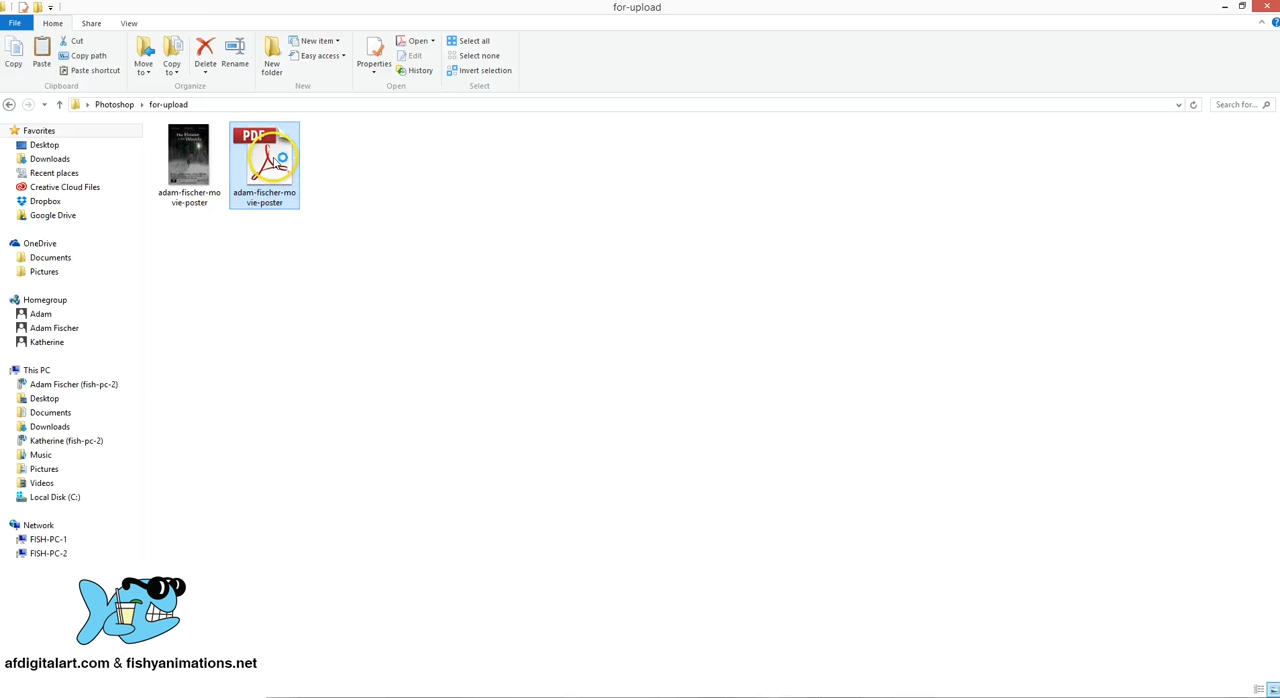 for-upload
File Home Share View
Copy
Paste
Cut
Copy path
Paste shortcut
Clipboard
Move to
Copy to
Delete
Rename
Organize
New folder
New item
Easy access
New
Properties
Open
Edit
History
Open
Select all
Select none
Invert selection
Select
Photoshop for-upload
Search for...
Favorites
Desktop
Downloads
Recent places
Creative Cloud Files
Dropbox
Google Drive
OneDrive
Documents
Pictures
Homegroup
Adam
Adam Fischer
Katherine
This PC
Adam Fischer (fish-pc-2)
Desktop
Documents
Downloads
Katherine (fish-pc-2)
Music
Pictures
Videos
Local Disk (C:)
Network
FISH-PC-1
FISH-PC-2
adam-fischer-mo
vie-poster
PDF
adam-fischer-mo
vie-poster
afdigitalart.com & fishyanimations.net